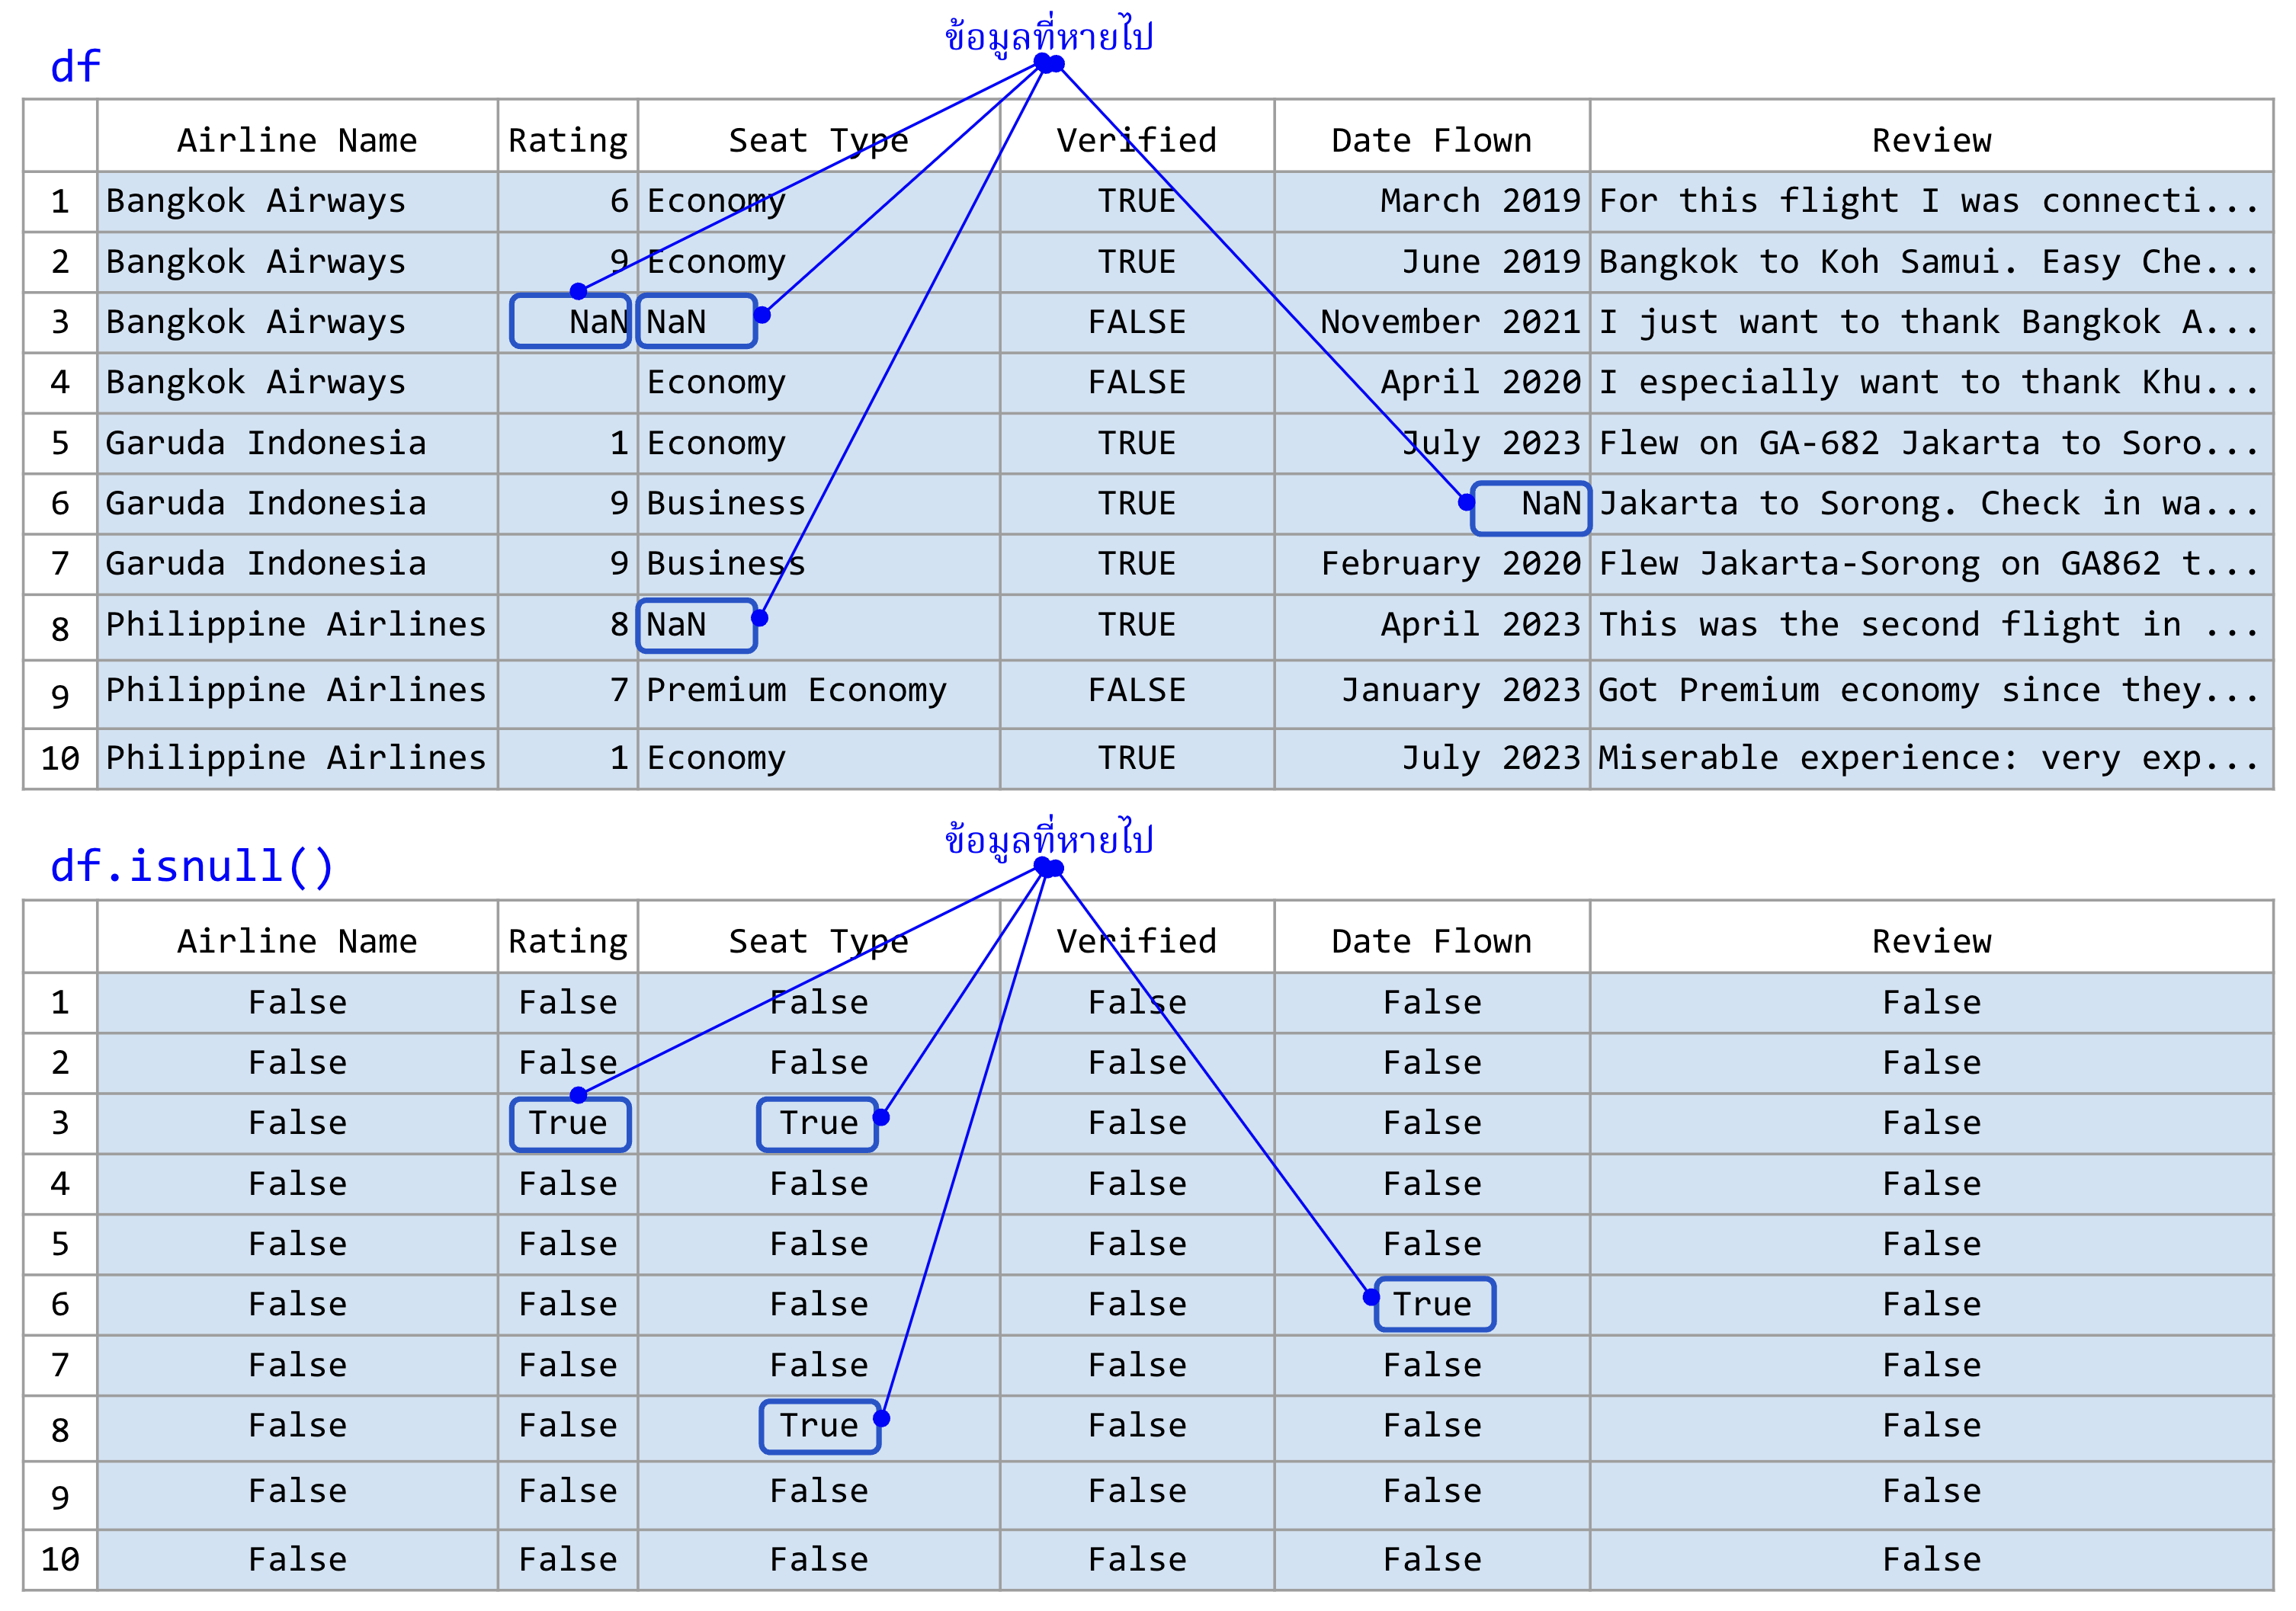 ข้อมูลที่หายไป
df
Airline Name Rating Seat Type Verified Date Flown Review
1 Bangkok Airways 6 Economy TRUE March 2019 For this flight I was connecti...
2 Bangkok Airways 9 Economy TRUE June 2019 Bangkok to Koh Samui. Easy Che...
3 Bangkok Airways NaN NaN FALSE November 2021 I just want to thank Bangkok A...
4 Bangkok Airways Economy FALSE April 2020 I especially want to thank Khu...
5 Garuda Indonesia 1 Economy TRUE July 2023 Flew on GA-682 Jakarta to Soro...
6 Garuda Indonesia 9 Business TRUE NaN Jakarta to Sorong. Check in wa...
7 Garuda Indonesia 9 Business TRUE February 2020 Flew Jakarta-Sorong on GA862 t...
8 Philippine Airlines 8 NaN TRUE April 2023 This was the second flight in ...
9 Philippine Airlines 7 Premium Economy FALSE January 2023 Got Premium economy since they...
10 Philippine Airlines 1 Economy TRUE July 2023 Miserable experience: very exp...
ข้อมูลที่หายไป
df.isnull()
Airline Name Rating Seat Type Verified Date Flown Review
1 False False False False False False
2 False False False False False False
3 False True True False False False
4 False False False False False False
5 False False False False False False
6 False False False False True False
7 False False False False False False
8 False False True False False False
9 False False False False False False
10 False False False False False False